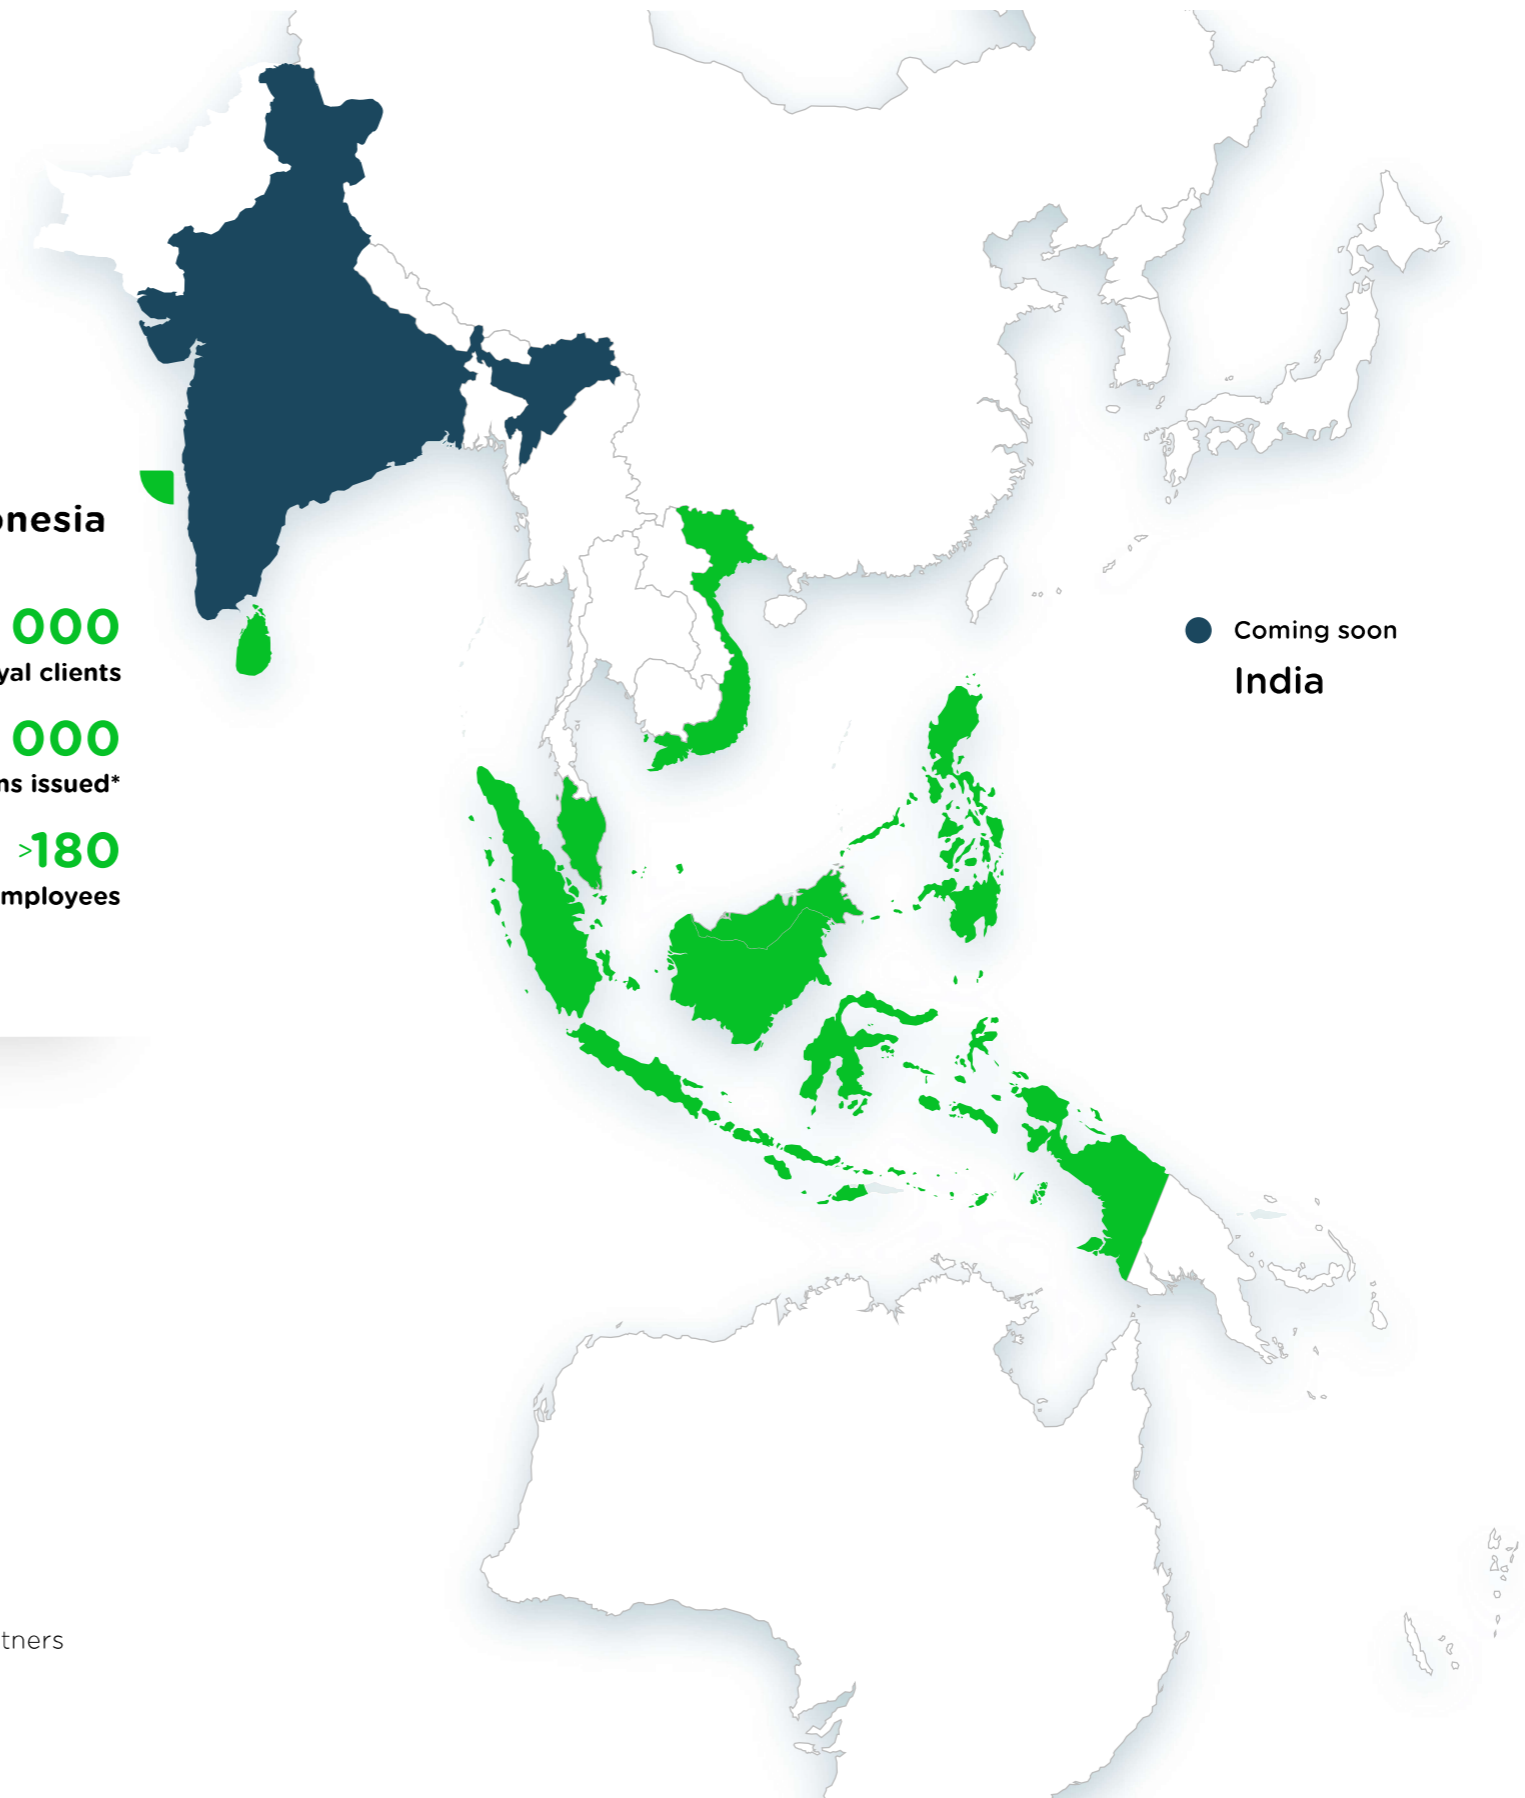 onesia
000
yal clients
000
ns issued*
>180
mployees
Coming soon
India
tners